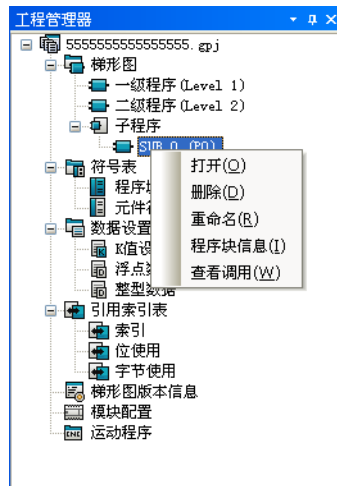 工程管理器
5555555555555555.gpj
梯形图
一级程序(Level 1)
二级程序(Level 2)
子程序
SUB_0 (P0)
符号表
程序
元件
数据设置
K值设
浮点
整型数据
引用索引表
索引
位使用
字节使用
梯形图版本信息
模块配置
运动程序
打开(O)
删除(D)
重命名(R)
程序块信息(I)
查看调用(W)